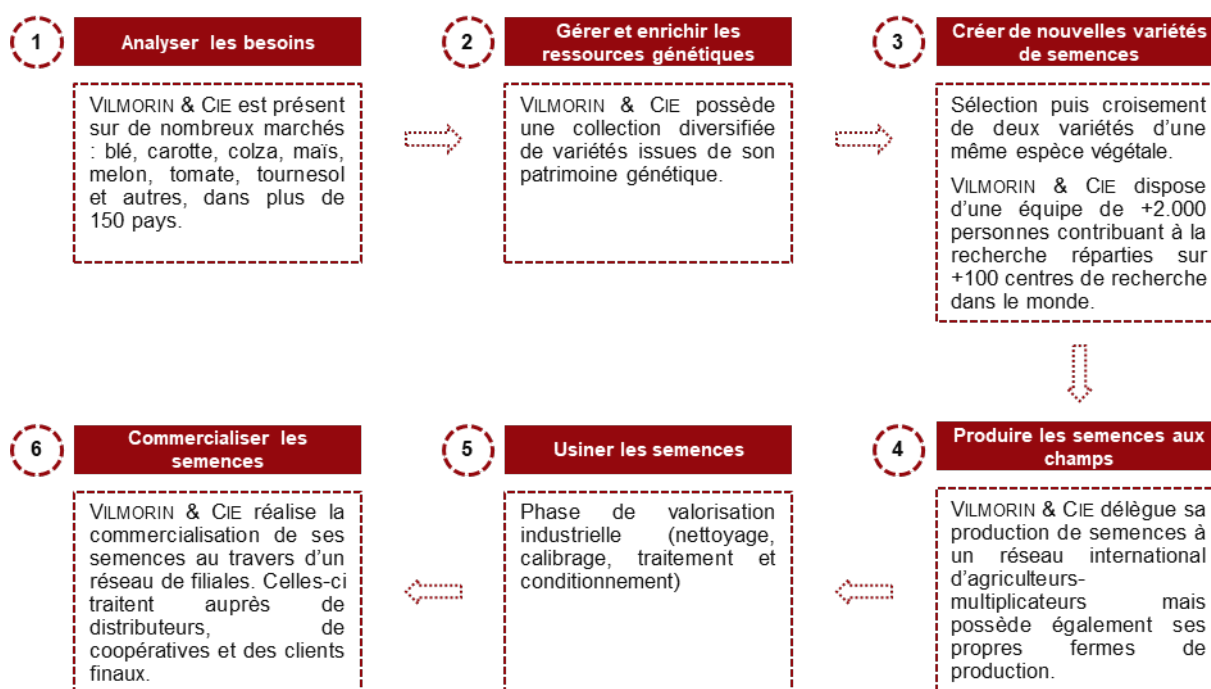 1
Analyser les besoins
VILMORIN & CIE est présent
sur de nombreux marchés
: blé, carotte, colza, maïs,
melon, tomate, tournesol
et autres, dans plus de
150 pays.
2
Gérer et enrichir les
ressources génétiques
VILMORIN & CIE possède
une collection diversifiée
de variétés issues de son
patrimoine génétique.
3
Créer de nouvelles variétés
de semences
Sélection puis croisement
de deux variétés d'une
même espèce végétale.
VILMORIN & CIE dispose
d'une équipe de +2.000
personnes contribuant à la
recherche réparties sur
+100 centres de recherche
dans le monde.
4
Produire les semences aux
champs
VILMORIN & CIE délègue sa
production de semences à
un réseau international
d'agriculteurs-
multiplicateurs mais
possède également ses
propres fermes de
production.
5
Usiner les semences
Phase de valorisation
industrielle (nettoyage,
calibrage, traitement et
conditionnement)
6
Commercialiser les
semences
VILMORIN & CIE réalise la
commercialisation de ses
semences au travers d'un
réseau de filiales. Celles-ci
traitent auprès de
distributeurs, de
coopératives et des clients
finaux.